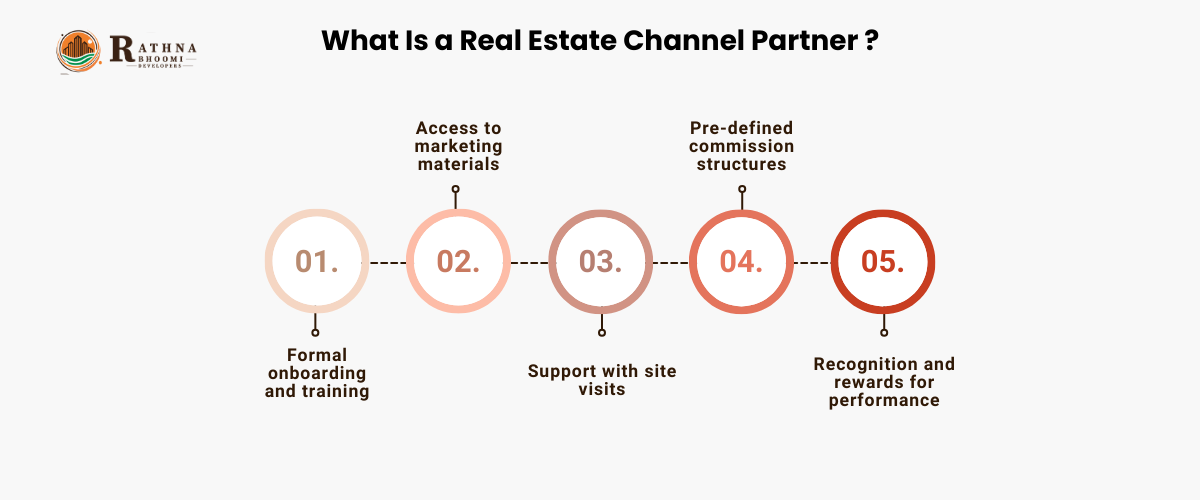 RATHNA
BHOOMI
DEVELOPERS
What Is a Real Estate Channel Partner ?
01.
Formal
onboarding
and training
Access to
marketing
materials
02.
03.
Support with site
visits
Pre-defined
commission
structures
04.
05.
Recognition and
rewards for
performance